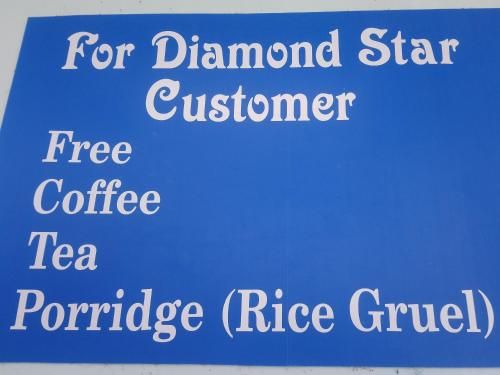 For Diamond Star
Customer
Free
Coffee
Tea
Porridge (Rice Gruel)